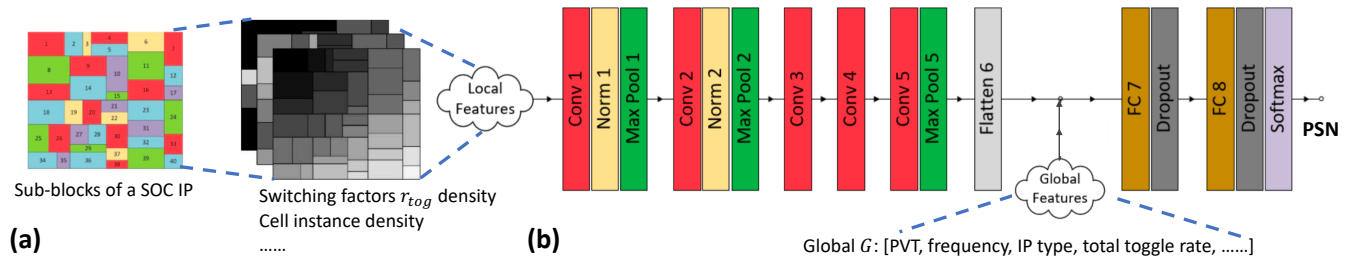 1 2 3 4 5 6 7
8 9 10 11 12
13 14 15 16 17
18 19 20 21 22 23 24
25 26 27 28 29 30 31 32 33
34 35 36 37 38 39 40
Sub-blocks of a SOC IP
(a)
Switching factors r_tog density
Cell instance density
......
Local
Features
(b)
Conv 1
Norm 1
Max Pool 1
Conv 2
Norm 2
Max Pool 2
Conv 3
Conv 4
Conv 5
Max Pool 5
Flatten 6
Global
Features
FC 7
Dropout
FC 8
Dropout
Softmax
PSN
Global G: [PVT, frequency, IP type, total toggle rate, ......]